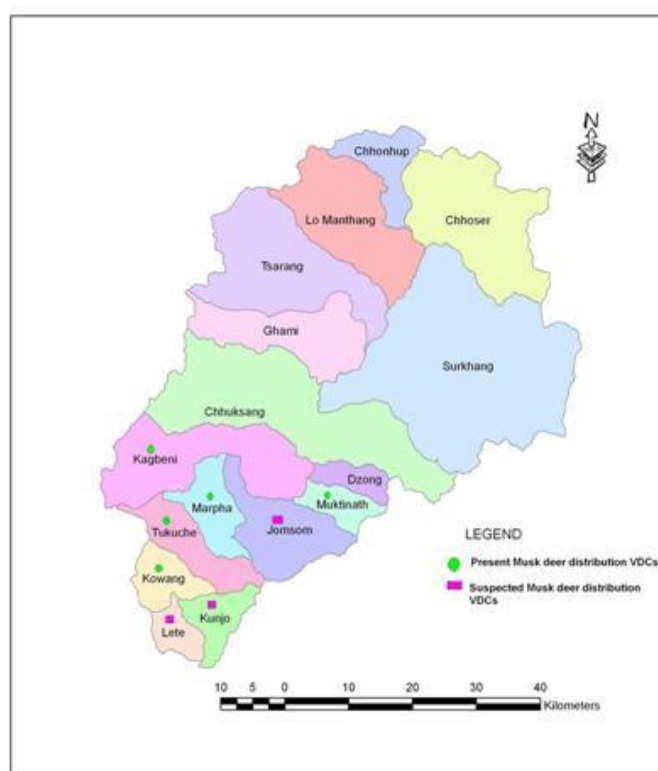 N
Chhonhup
Lo Manthang
Chhoser
Tsarang
Ghami
Surkhang
Chhuksang
Kagbeni
Dzong
Muktinath
Marpha
Jomsom
Tukuche
Kowang
Kunjo
Lete
LEGEND
Present Musk deer distribution VDCs
Suspected Musk deer distribution
VDCs
10 5 0 10 20 30 40
Kilometers